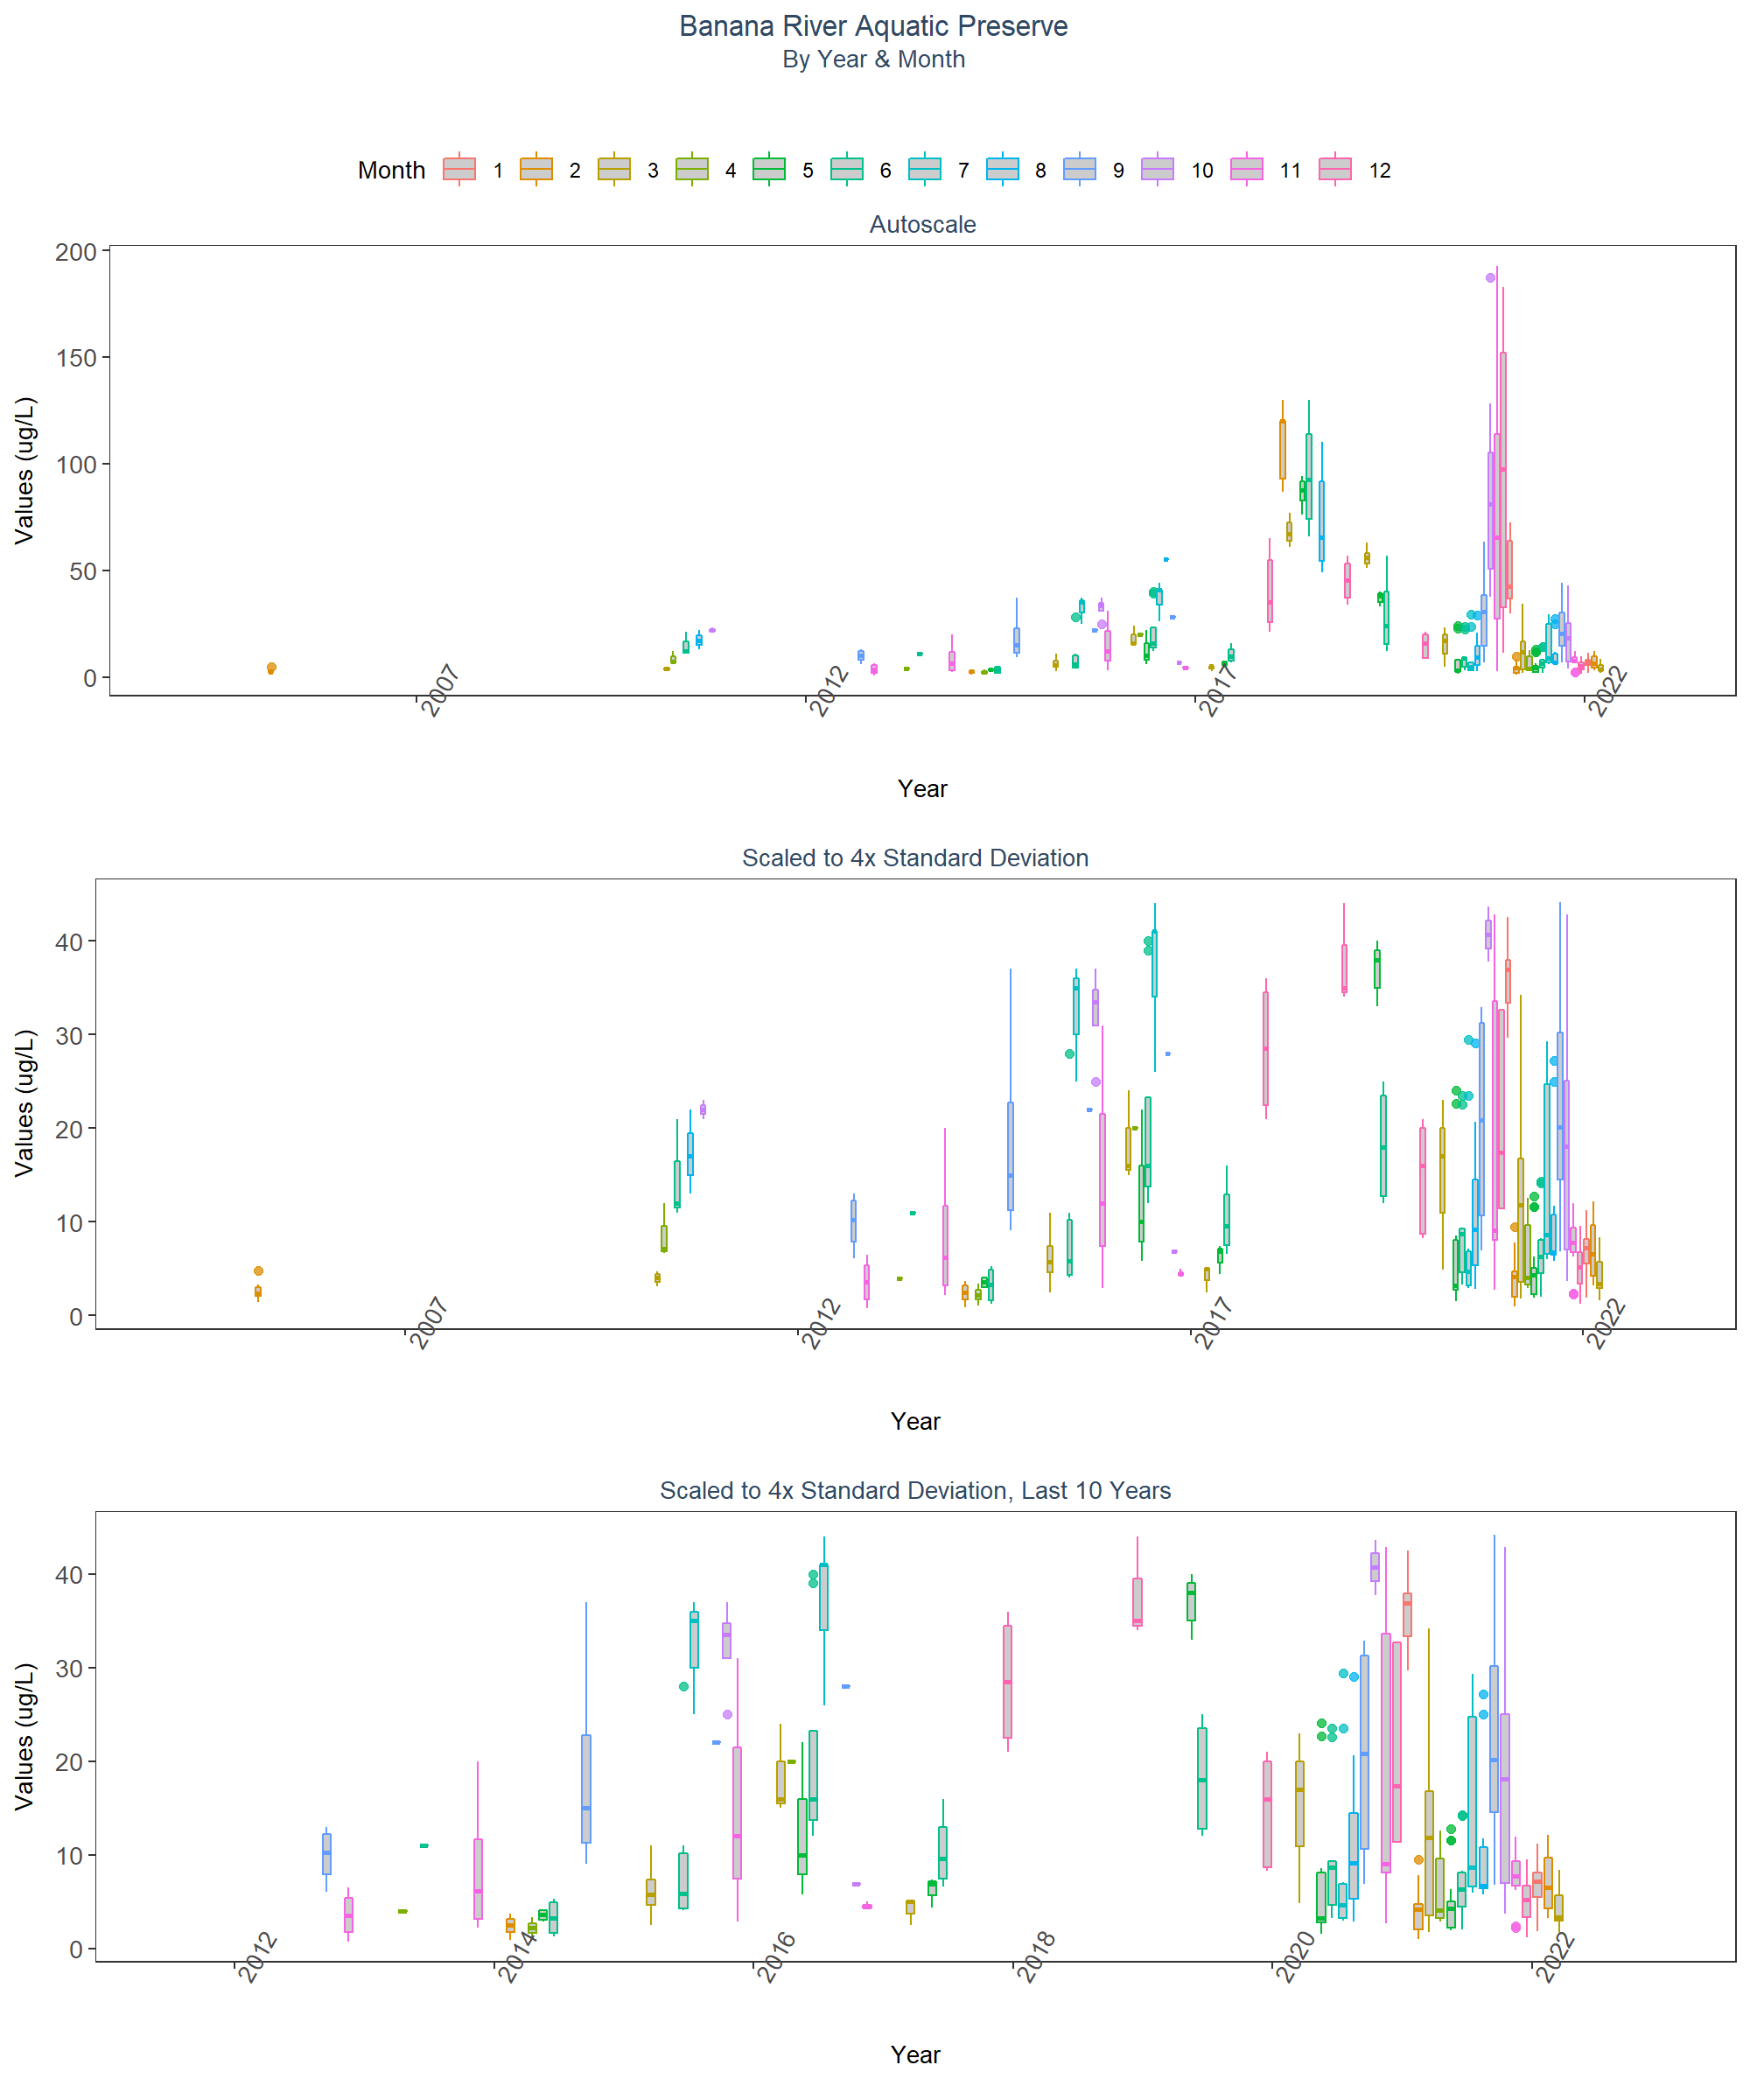 Banana River Aquatic Preserve
By Year & Month
Month 1 2 3 4 5 6 7 8 9 10 11 12
Autoscale
Values (ug/L)
200
150
100
50
0
2007 2012 2017 2022
Year
Scaled to 4x Standard Deviation
Values (ug/L)
40
30
20
10
0
2007 2012 2017 2022
Year
Scaled to 4x Standard Deviation, Last 10 Years
Values (ug/L)
40
30
20
10
0
2012 2014 2016 2018 2020 2022
Year